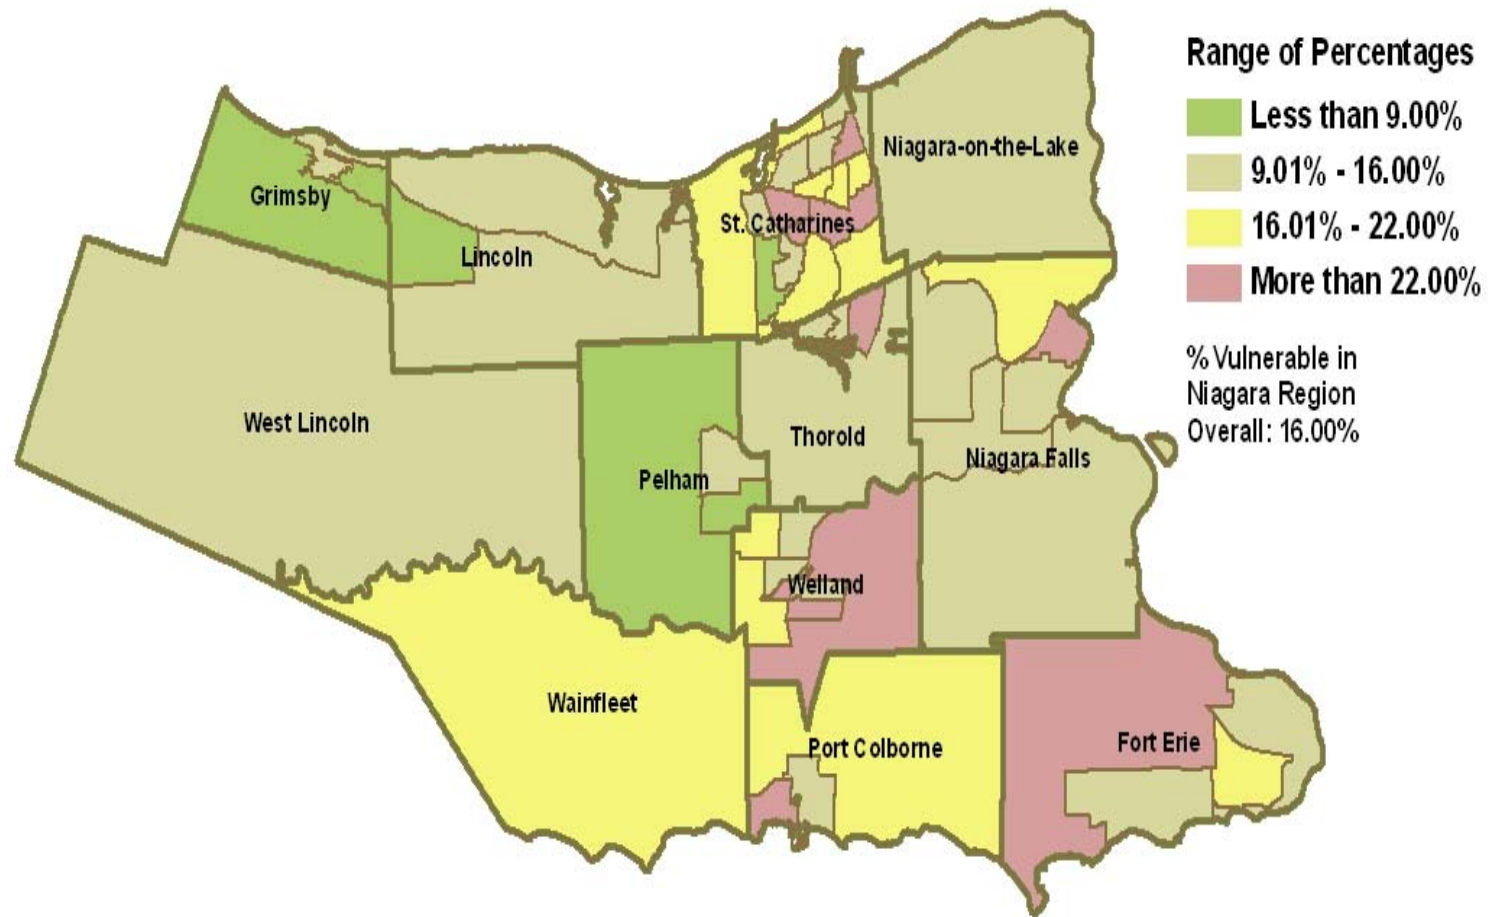 Range of Percentages
Less than 9.00%
9.01% - 16.00%
16.01% - 22.00%
More than 22.00%
% Vulnerable in
Niagara Region
Overall: 16.00%
Niagara-on-the-Lake
Grimsby
St. Catharines
Lincoln
West Lincoln
Thorold
Niagara Falls
Pelham
Welland
Wainfleet
Port Colborne
Fort Erie